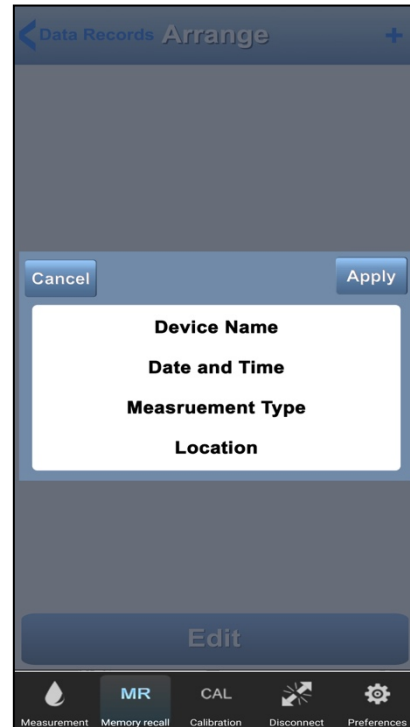 Data Records Arrange +
Cancel Apply
Device Name
Date and Time
Measruement Type
Location
Edit
MR CAL
Measurement Memory recall Calibration Disconnect Preferences